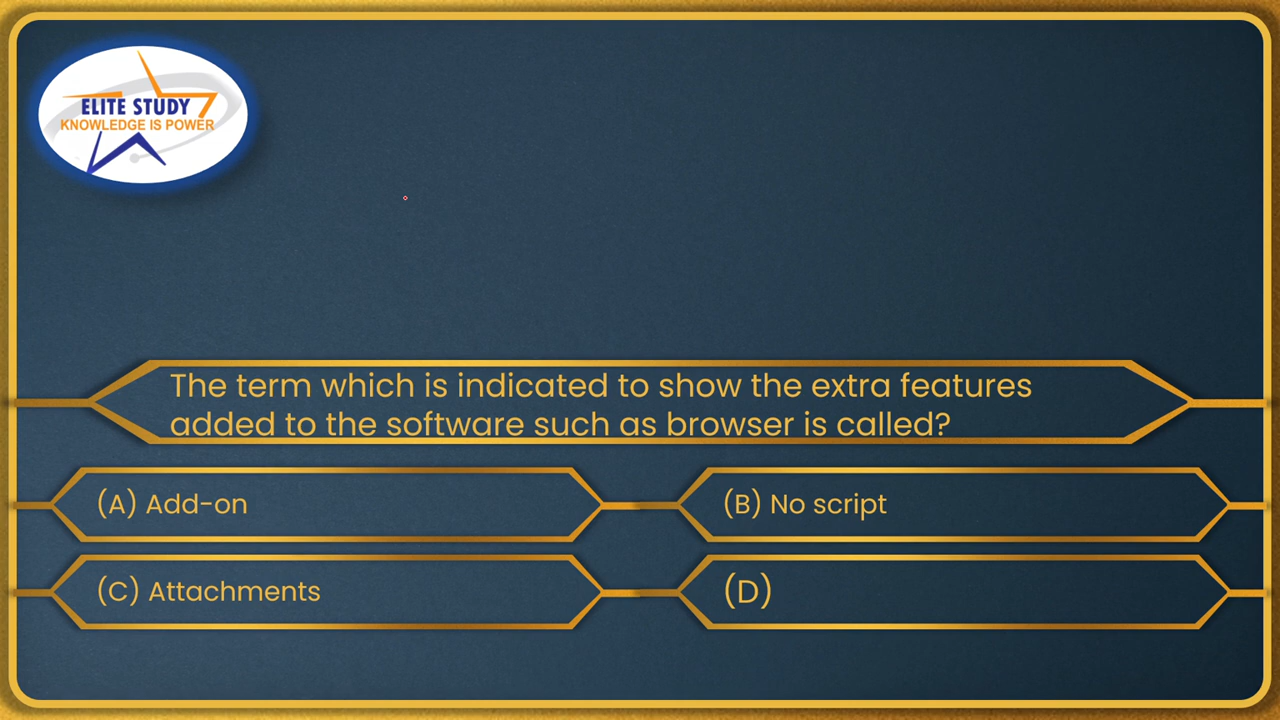 ELITE STUDY
KNOWLEDGE IS POWER
The term which is indicated to show the extra features
added to the software such as browser is called?
(A) Add-on
(B) No script
(C) Attachments
(D)